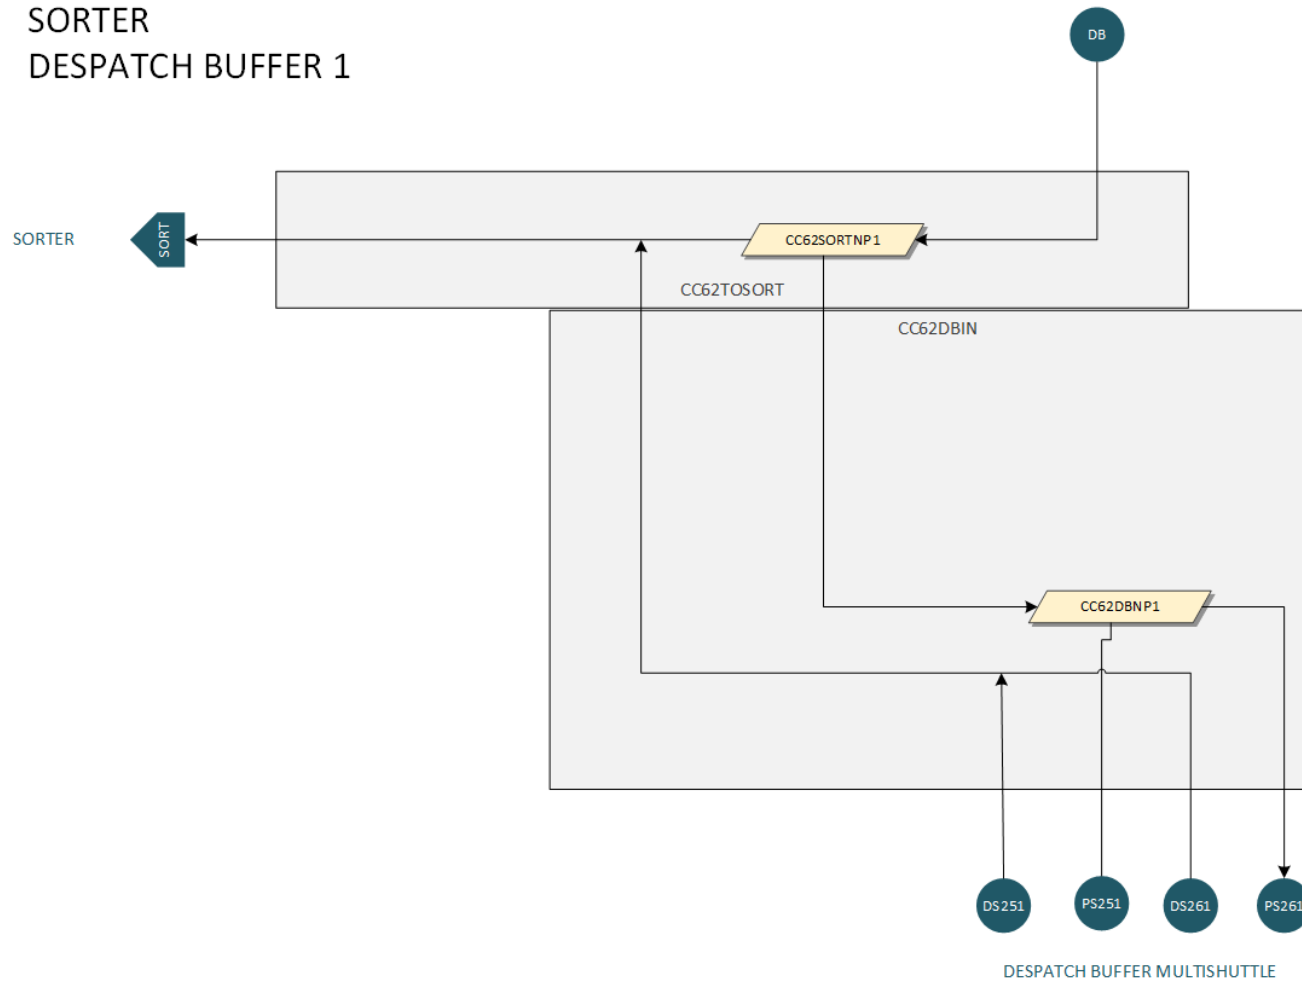 SORTER
DESPATCH BUFFER 1
DB
SORTER
SORT
CC62SORTNP1
CC62TOSORT
CC62DBIN
CC62DBNP1
DS251
PS251
DS261
PS261
DESPATCH BUFFER MULTISHUTTLE